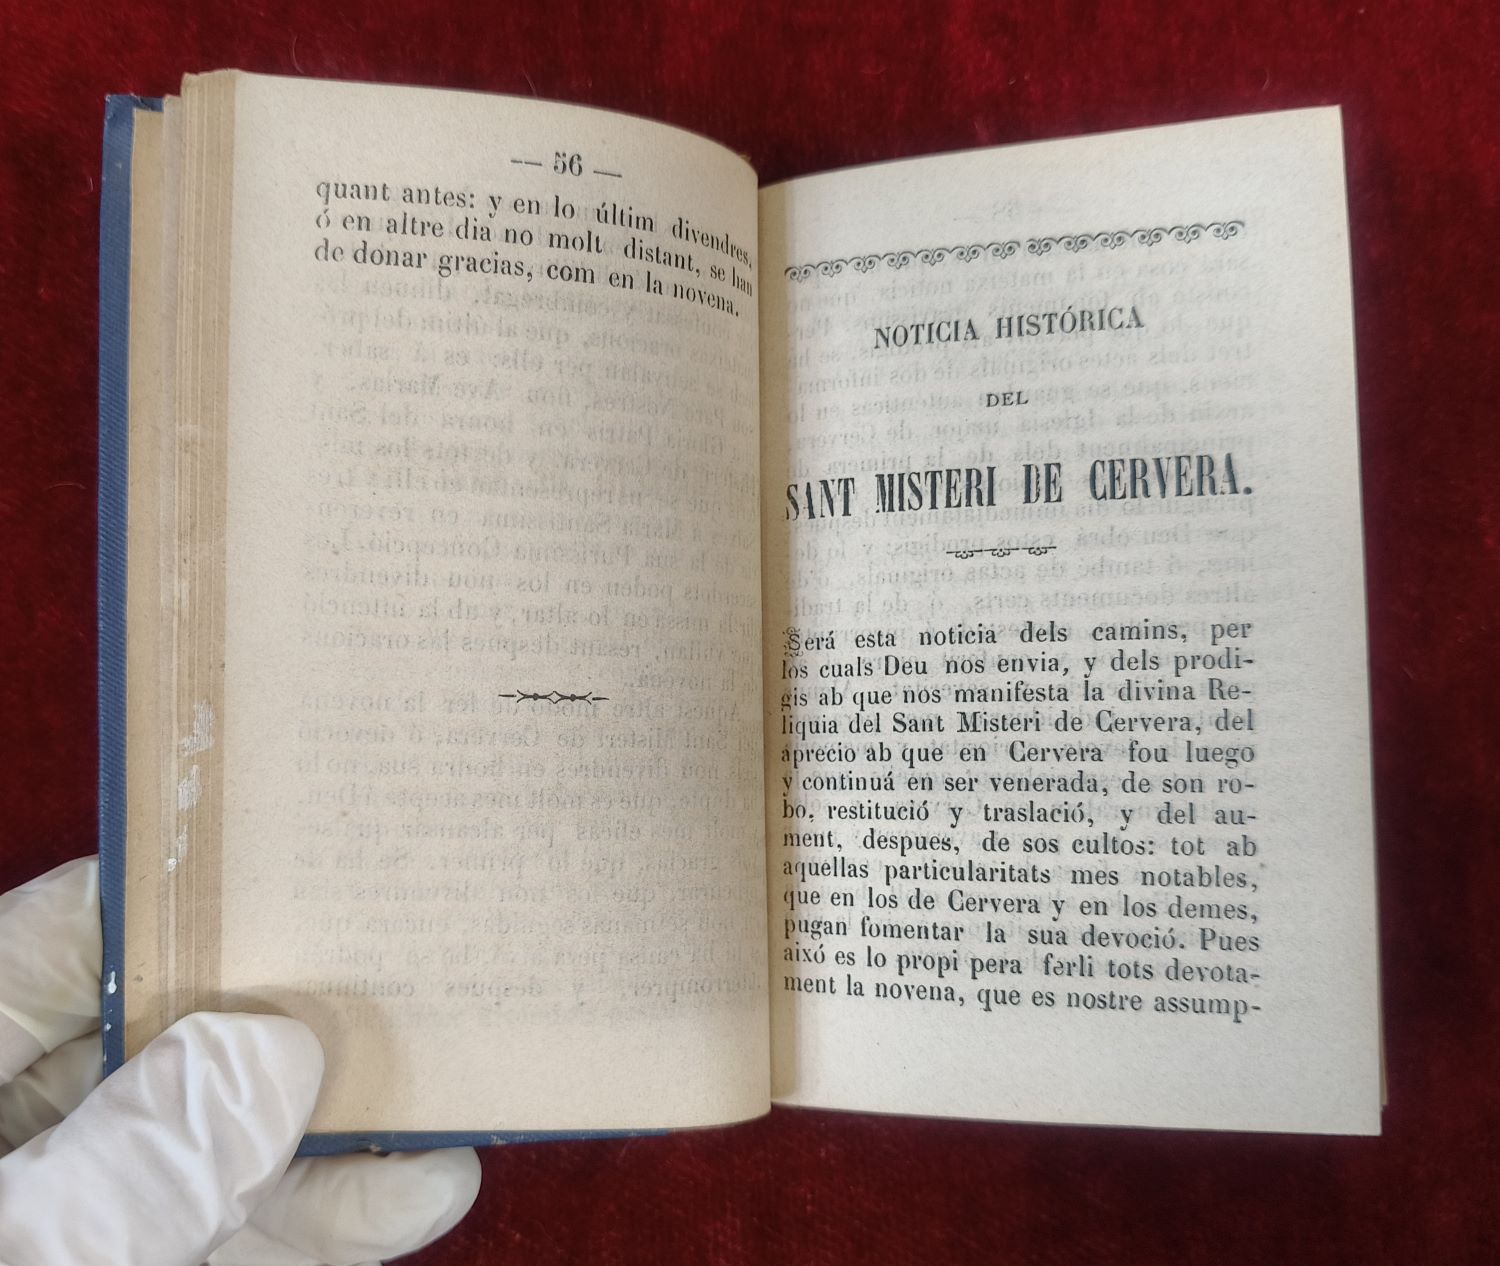 — 56 —
quant antes: y en lo últim divendres,
ó en altre dia no molt distant, se han
de donar gracias, com en la novena.
NOTICIA HISTÓRICA
DEL
SANT MISTERI DE CERVERA.
Será esta noticia dels camins, per
los cuals Deu nos envia, y dels prodi-
gis ab que nos manifesta la divina Re-
liquia del Sant Misteri de Cervera, del
aprecio ab que en Cervera fou luego
y continuá en ser venerada, de son ro-
bo, restitució y traslació, y del au-
ment, despues, de sos cultos: tot ab
aquellas particularitats mes notables,
que en los de Cervera y en los demes,
pugan fomentar la sua devoció. Pues
aixó es lo propi pera ferli tots devota-
ment la novena, que es nostre assump-